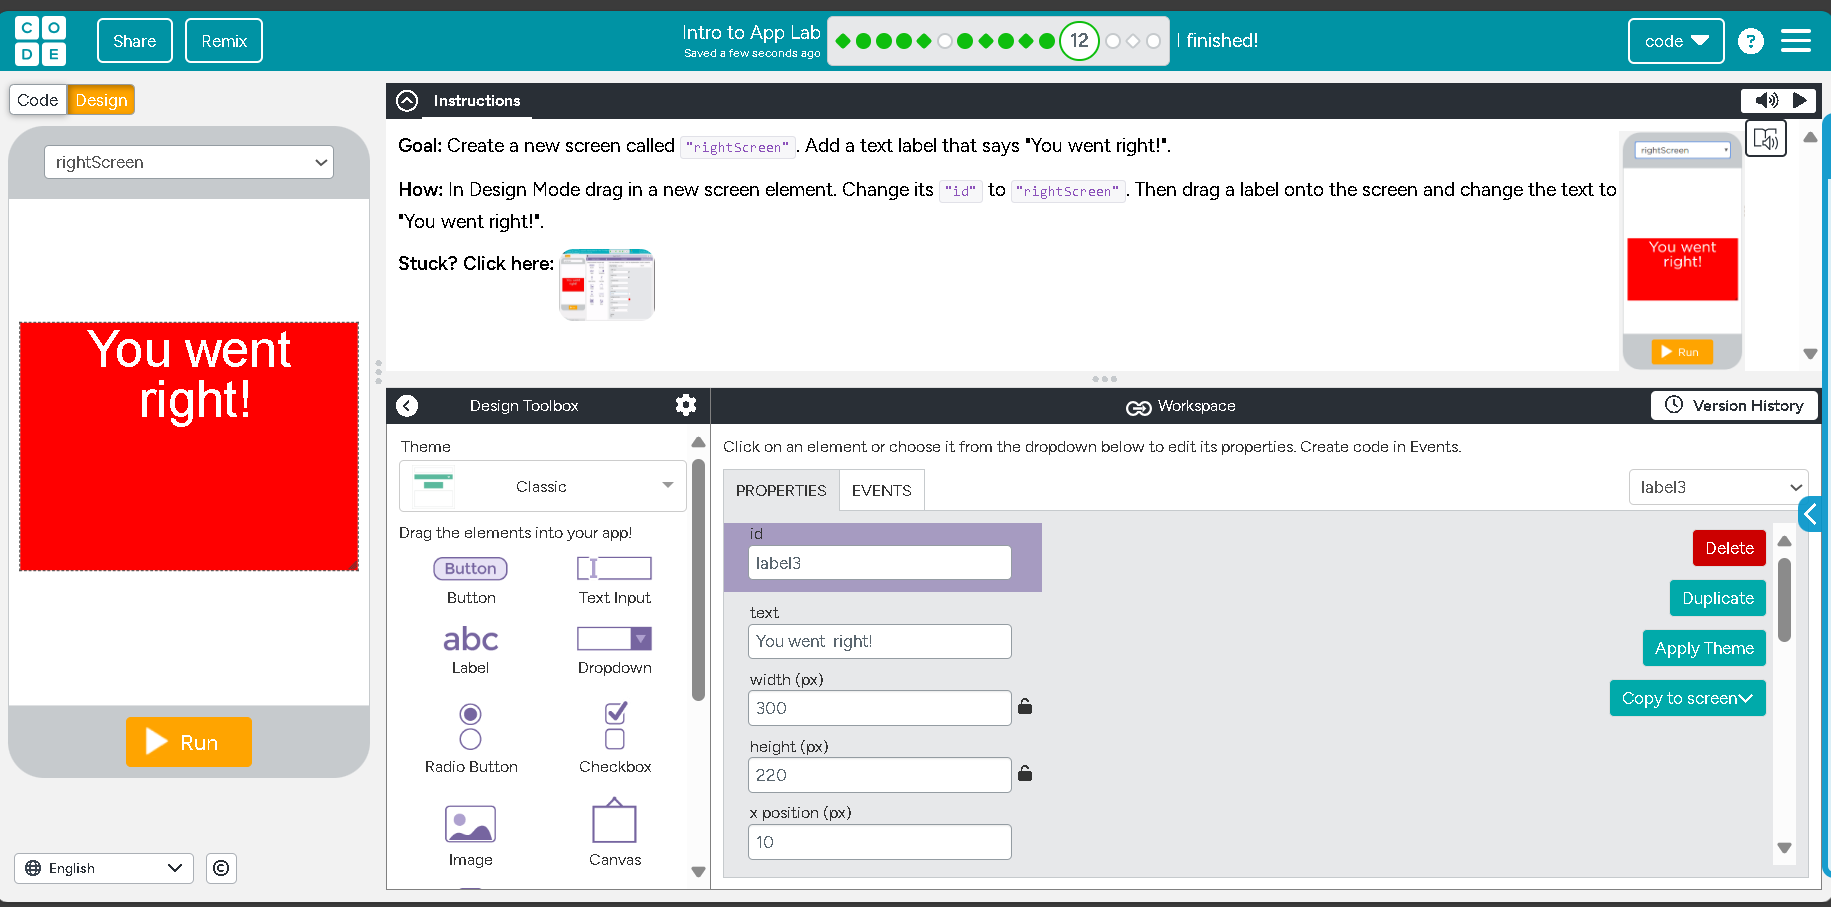 C O
D E
Share
Remix
Intro to App Lab
Saved a few seconds ago
12
I finished!
code
?
Code
Design
Instructions
rightScreen
Goal: Create a new screen called "rightScreen". Add a text label that says "You went right!".
How: In Design Mode drag in a new screen element. Change its "id" to "rightScreen". Then drag a label onto the screen and change the text to
"You went right!".
Stuck? Click here:
rightScreen
You went
right!
Run
You went
right!
Run
English
©
Design Toolbox
Workspace
Version History
Theme
Classic
Drag the elements into your app!
Button
Button
Text Input
abc
Label
Dropdown
Radio Button
Checkbox
Image
Canvas
Click on an element or choose it from the dropdown below to edit its properties. Create code in Events.
PROPERTIES
EVENTS
label3
id
label3
text
You went  right!
width (px)
300
height (px)
220
x position (px)
10
Delete
Duplicate
Apply Theme
Copy to screen